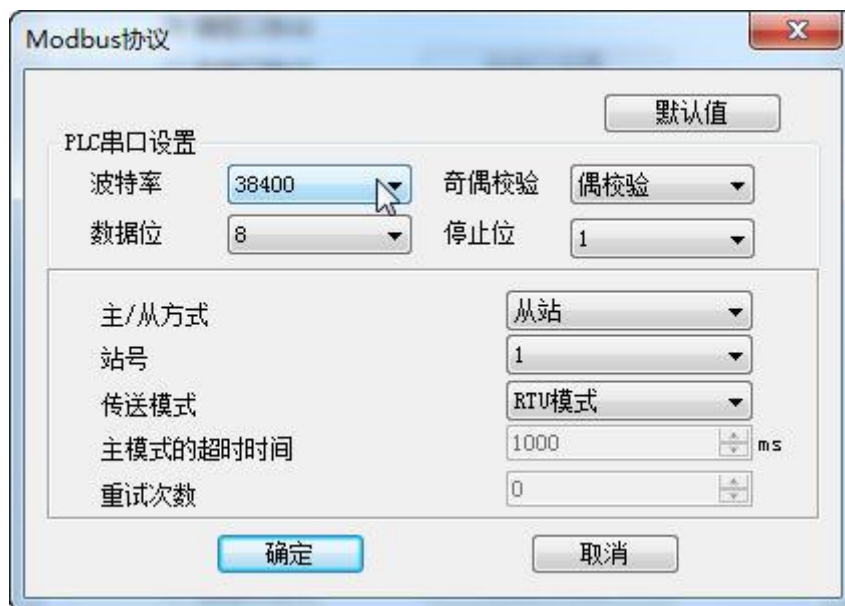 Modbus协议
默认值
PLC串口设置
波特率 38400 奇偶校验 偶校验
数据位 8 停止位 1
主/从方式 从站
站号 1
传送模式 RTU模式
主模式的超时时间 1000 ms
重试次数 0
确定 取消